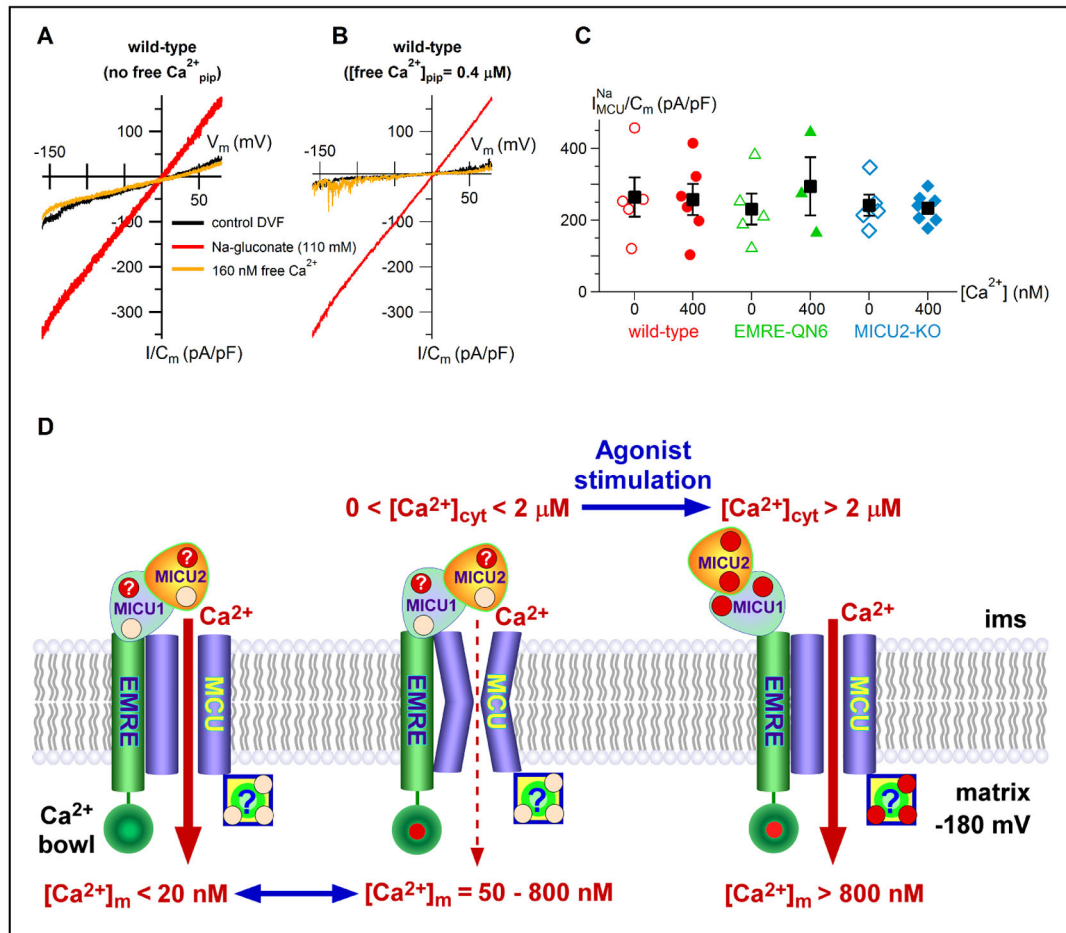 A
wild-type
(no free Ca²⁺pip)
100
Vm (mV)
-150
50
-100
-200
-300
I/Cm (pA/pF)
control DVF
Na-gluconate (110 mM)
160 nM free Ca²⁺
B
wild-type
([free Ca²⁺]pip= 0.4 µM)
100
Vm (mV)
-150
50
-100
-200
-300
I/Cm (pA/pF)
C
I^Na_MCU/Cm (pA/pF)
400
200
0
0 400 0 400 0 400
[Ca²⁺] (nM)
wild-type EMRE-QN6 MICU2-KO
D
Agonist
stimulation
0 < [Ca²⁺]cyt < 2 µM
[Ca²⁺]cyt > 2 µM
?
MICU2
?
MICU1
Ca²⁺
EMRE
MCU
?
Ca²⁺
bowl
[Ca²⁺]m < 20 nM
?
MICU2
?
MICU1
Ca²⁺
EMRE
MCU
?
[Ca²⁺]m = 50 - 800 nM
MICU2
MICU1
Ca²⁺
EMRE
MCU
?
ims
matrix
-180 mV
[Ca²⁺]m > 800 nM